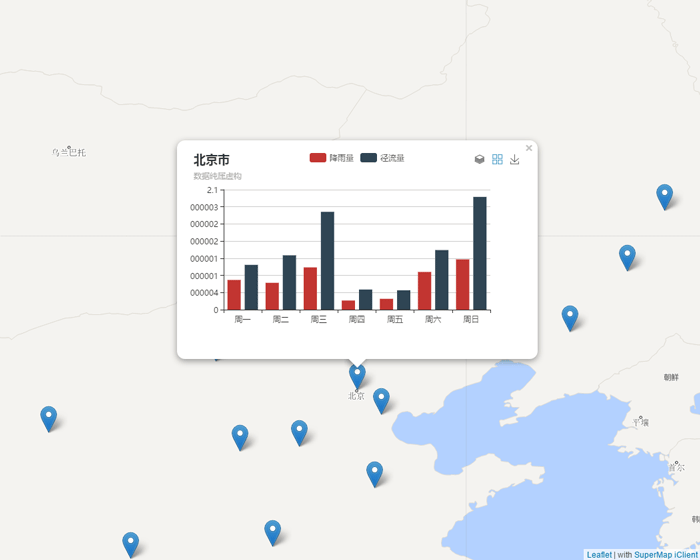 乌兰巴托
北京市
数据纯属虚构
降雨量 径流量
×
2.1
000003
000002
000002
000001
000001
000004
0
周一 周二 周三 周四 周五 周六 周日
北京
朝鲜
平壤
首尔
韩
Leaflet | with SuperMap iClient